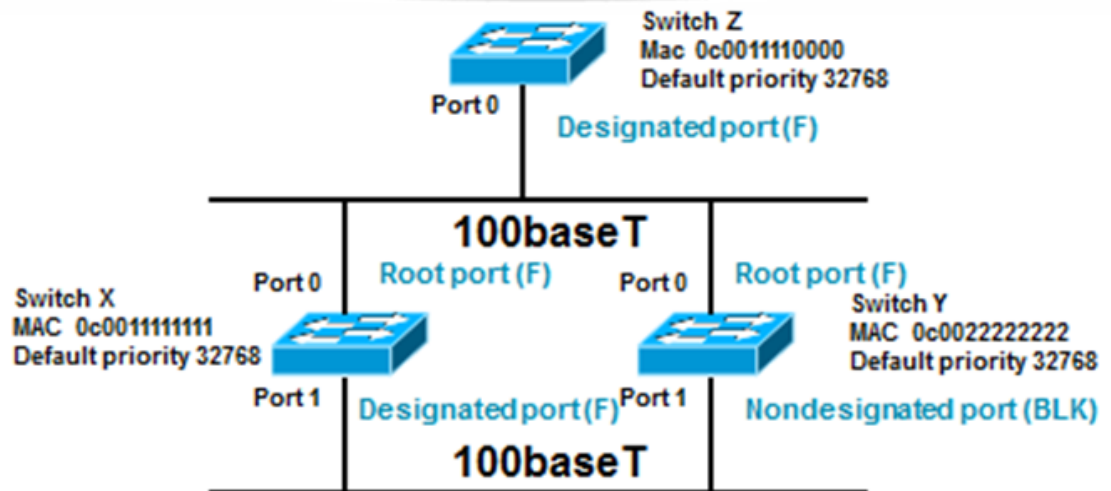 Switch Z
Mac 0c0011110000
Default priority 32768
Port 0
Designated port (F)
100baseT
Port 0
Root port (F)
Port 0
Root port (F)
Switch X
MAC 0c0011111111
Default priority 32768
Switch Y
MAC 0c0022222222
Default priority 32768
Port 1
Designated port (F)
Port 1
Nondesignated port (BLK)
100baseT